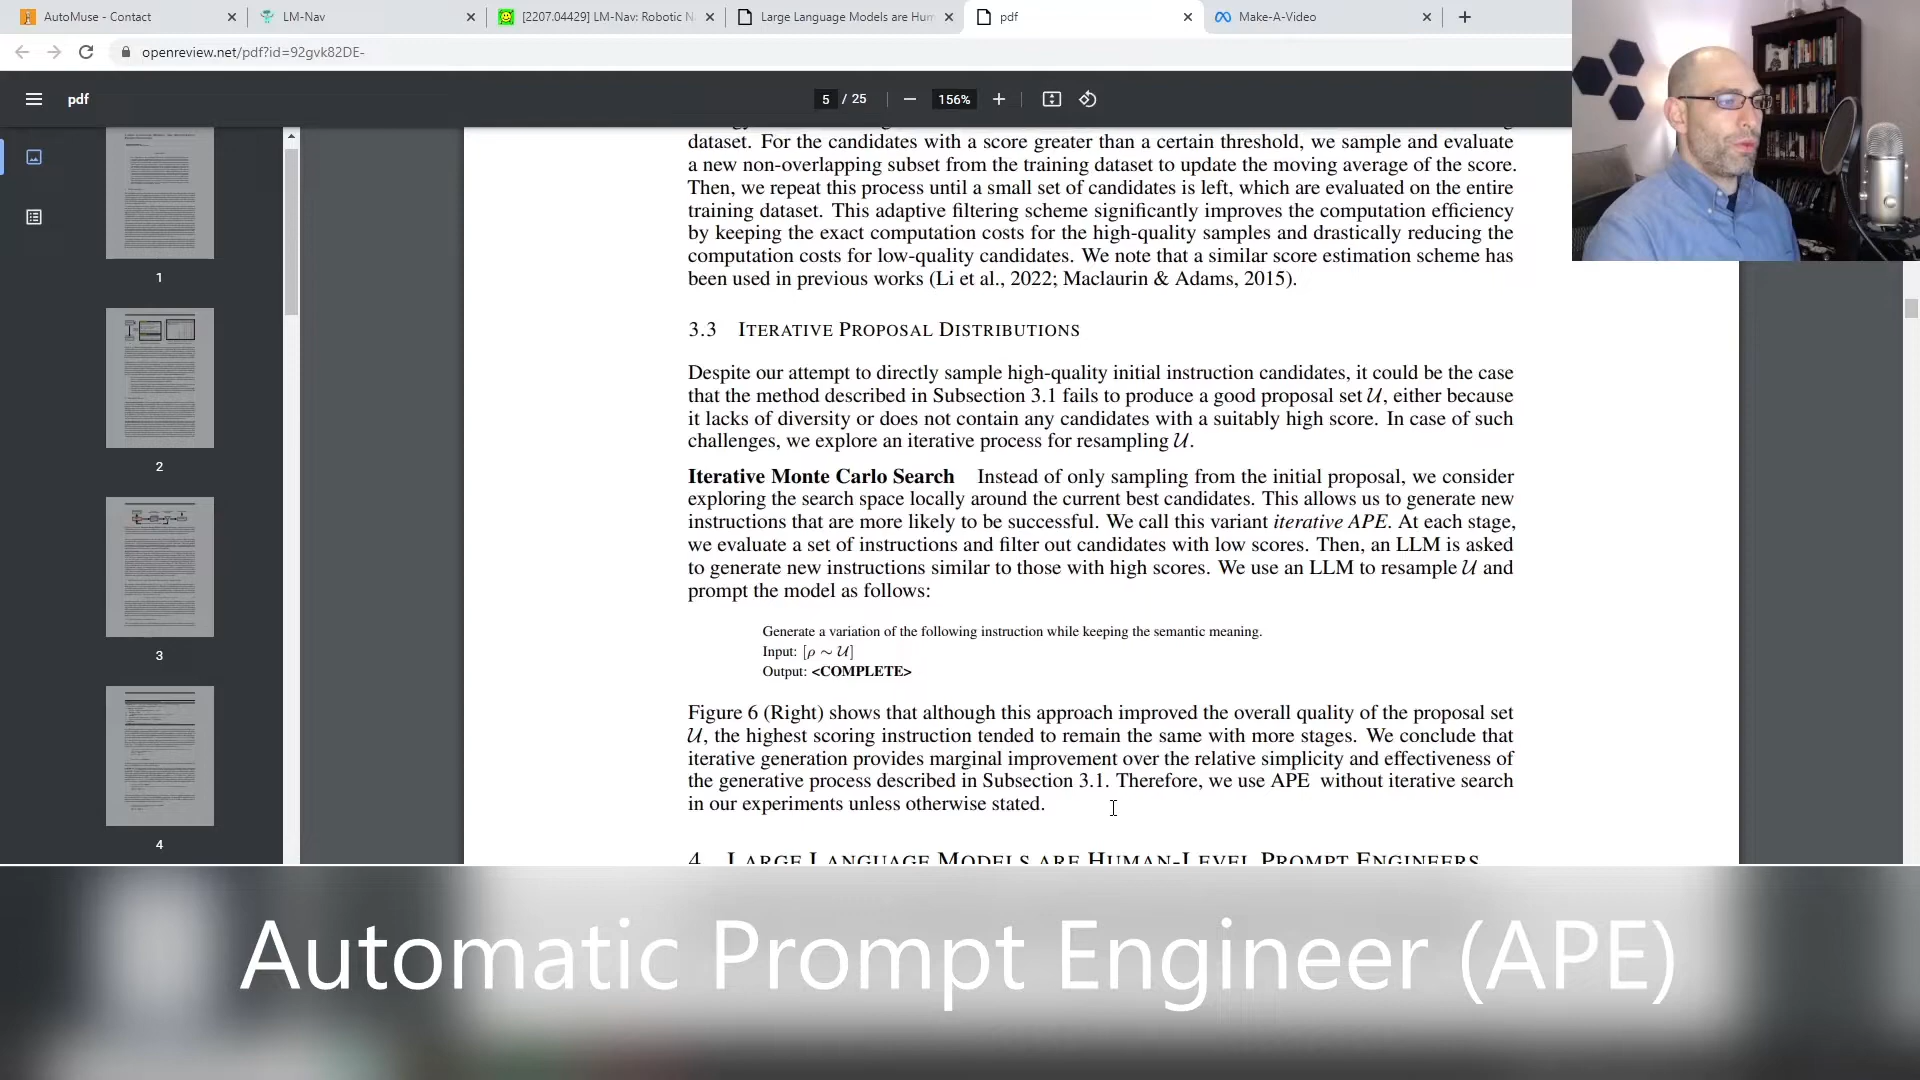 AutoMuse - Contact
LM-Nav
[2207.04429] LM-Nav: Robotic N
Large Language Models are Hum
pdf
Make-A-Video
openreview.net/pdf?id=92gvk82DE-
pdf
5 / 25
156%
1
2
3
4
dataset. For the candidates with a score greater than a certain threshold, we sample and evaluate
a new non-overlapping subset from the training dataset to update the moving average of the score.
Then, we repeat this process until a small set of candidates is left, which are evaluated on the entire
training dataset. This adaptive filtering scheme significantly improves the computation efficiency
by keeping the exact computation costs for the high-quality samples and drastically reducing the
computation costs for low-quality candidates. We note that a similar score estimation scheme has
been used in previous works (Li et al., 2022; Maclaurin & Adams, 2015).
3.3 ITERATIVE PROPOSAL DISTRIBUTIONS
Despite our attempt to directly sample high-quality initial instruction candidates, it could be the case
that the method described in Subsection 3.1 fails to produce a good proposal set 𝒰, either because
it lacks of diversity or does not contain any candidates with a suitably high score. In case of such
challenges, we explore an iterative process for resampling 𝒰.
Iterative Monte Carlo Search Instead of only sampling from the initial proposal, we consider
exploring the search space locally around the current best candidates. This allows us to generate new
instructions that are more likely to be successful. We call this variant iterative APE. At each stage,
we evaluate a set of instructions and filter out candidates with low scores. Then, an LLM is asked
to generate new instructions similar to those with high scores. We use an LLM to resample 𝒰 and
prompt the model as follows:
Generate a variation of the following instruction while keeping the semantic meaning.
Input: [ρ ∼ 𝒰]
Output: <COMPLETE>
Figure 6 (Right) shows that although this approach improved the overall quality of the proposal set
𝒰, the highest scoring instruction tended to remain the same with more stages. We conclude that
iterative generation provides marginal improvement over the relative simplicity and effectiveness of
the generative process described in Subsection 3.1. Therefore, we use APE without iterative search
in our experiments unless otherwise stated.
4 LARGE LANGUAGE MODELS ARE HUMAN-LEVEL PROMPT ENGINEERS
Automatic Prompt Engineer (APE)